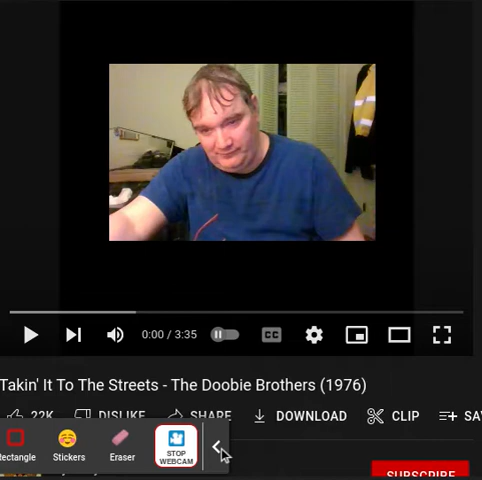 0:00 / 3:35
CC
Takin' It To The Streets - The Doobie Brothers (1976)
22K DISLIKE SHARE DOWNLOAD CLIP SAV
Rectangle Stickers Eraser STOP WEBCAM
SUBSCRIBE